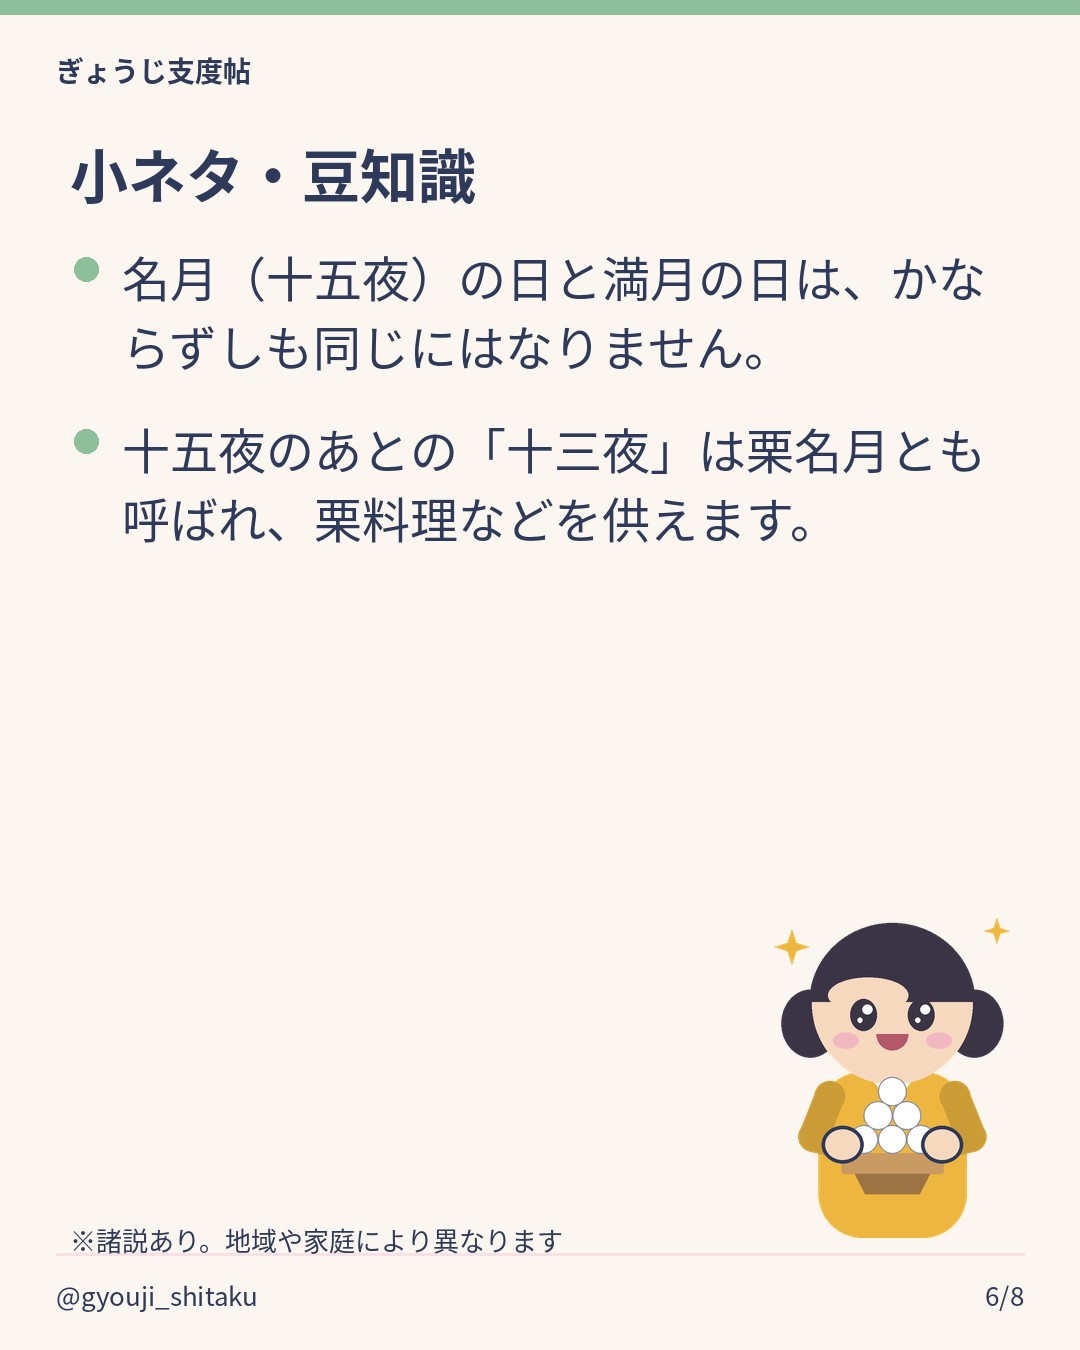 ぎょうじ支度帖
小ネタ・豆知識
名月（十五夜）の日と満月の日は、かな
らずしも同じにはなりません。
十五夜のあとの「十三夜」は栗名月とも
呼ばれ、栗料理などを供えます。
※諸説あり。地域や家庭により異なります
@gyouji_shitaku
6/8